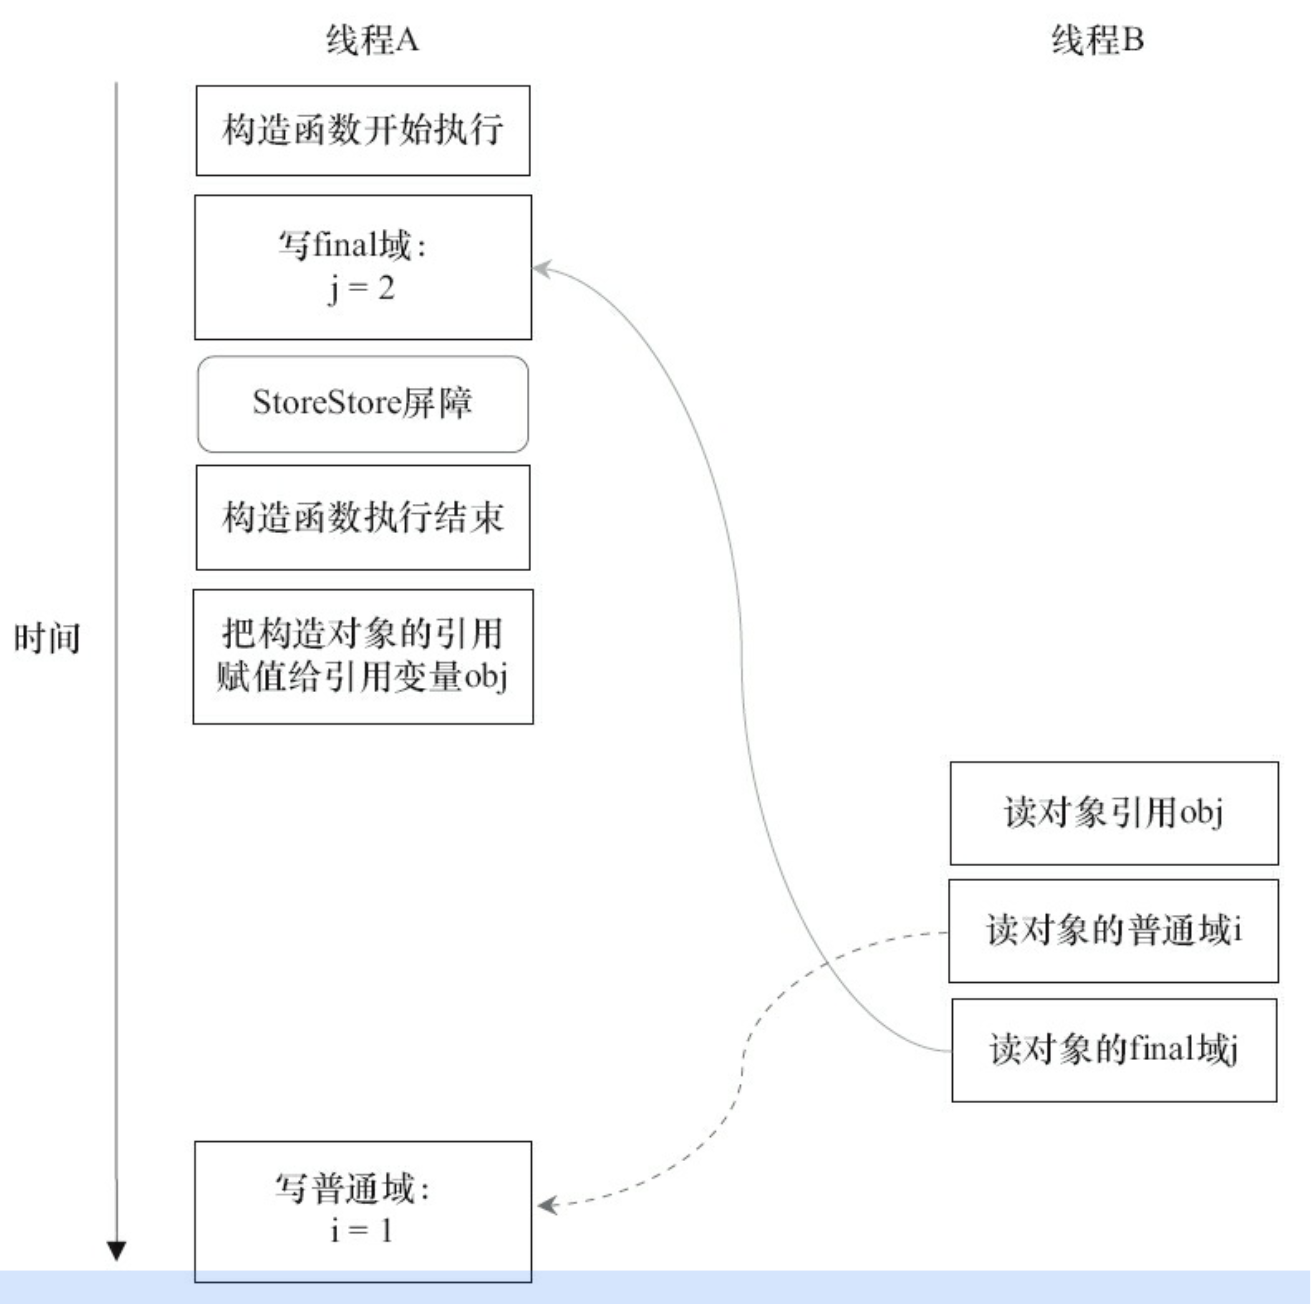 线程A
线程B
构造函数开始执行
写final域：
j = 2
StoreStore屏障
构造函数执行结束
把构造对象的引用
赋值给引用变量obj
时间
读对象引用obj
读对象的普通域i
读对象的final域j
写普通域：
i = 1